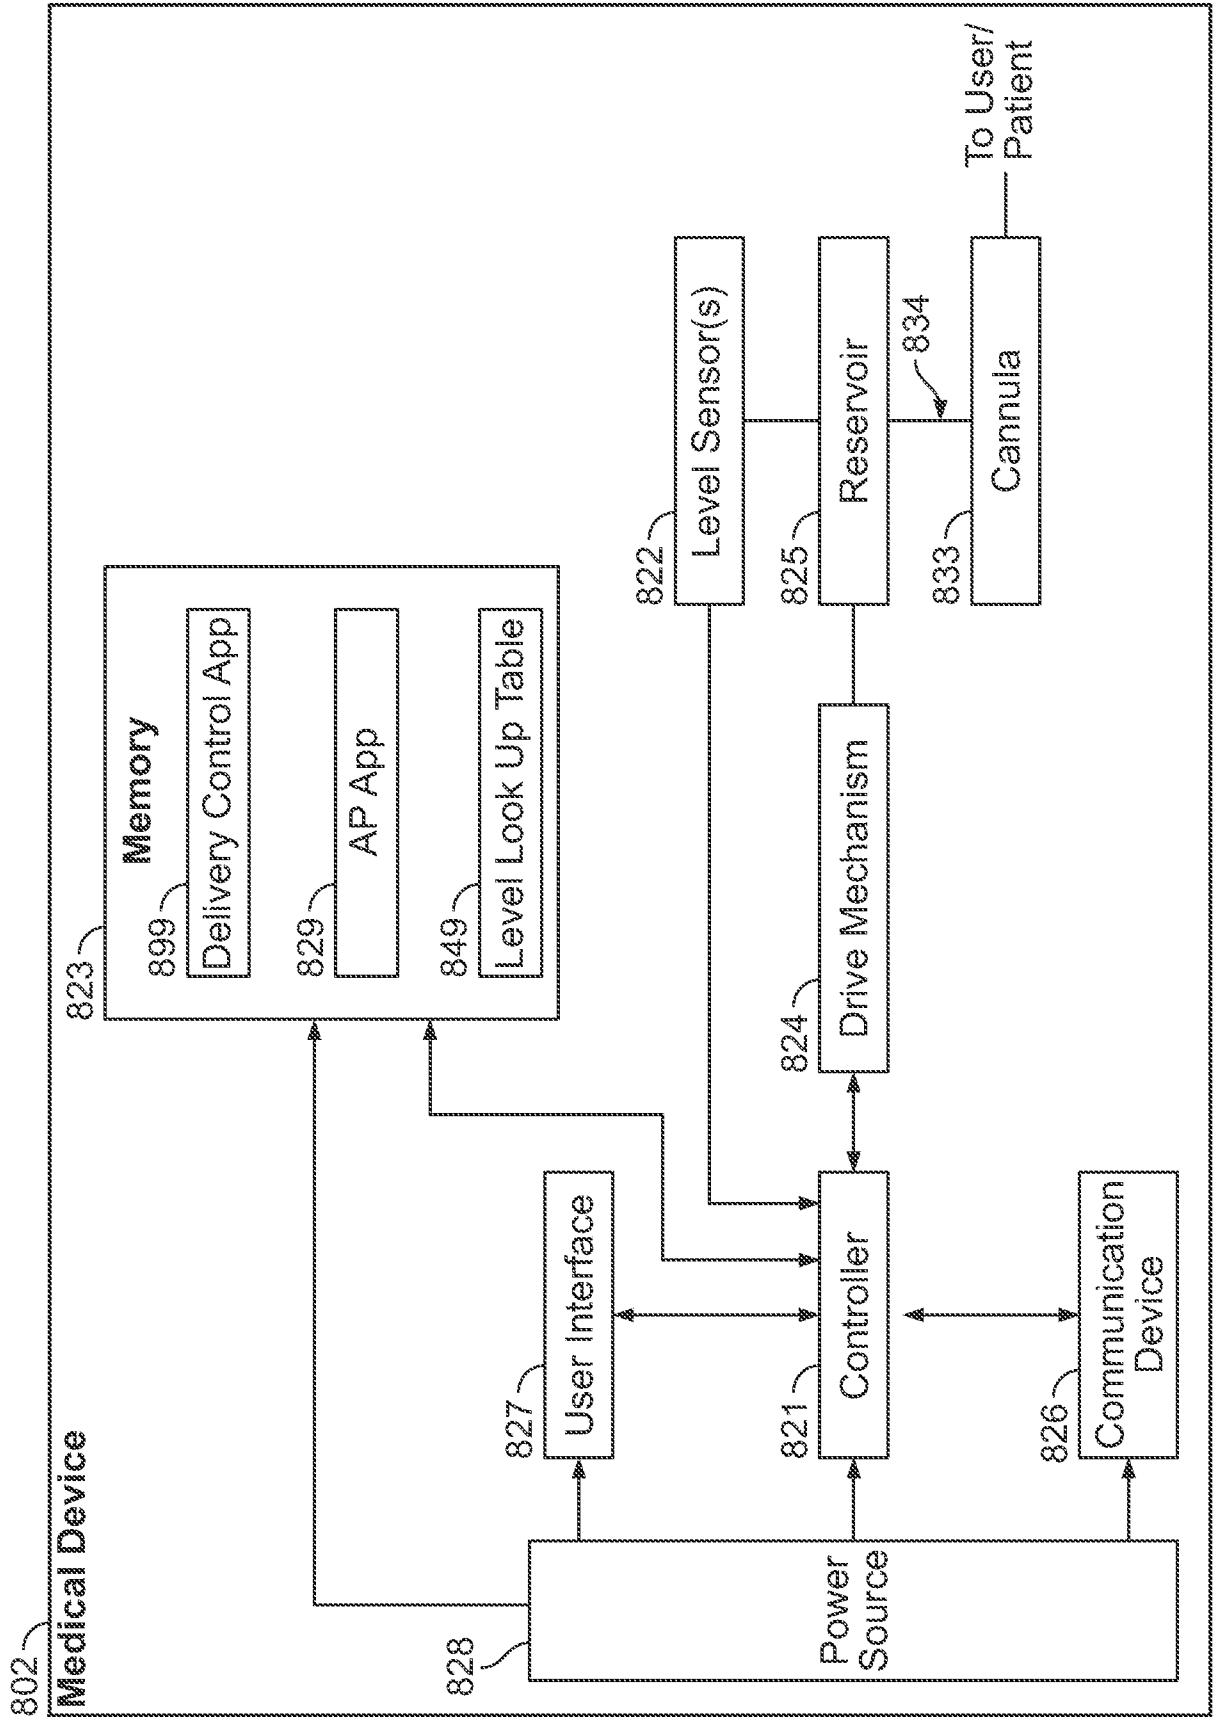 802
Medical Device
823
Memory
899
Delivery Control App
829
AP App
849
Level Look Up Table
827
User Interface
822
Level Sensor(s)
828
Power
Source
821
Controller
824
Drive Mechanism
825
Reservoir
834
826
Communication
Device
833
Cannula
To User/
Patient